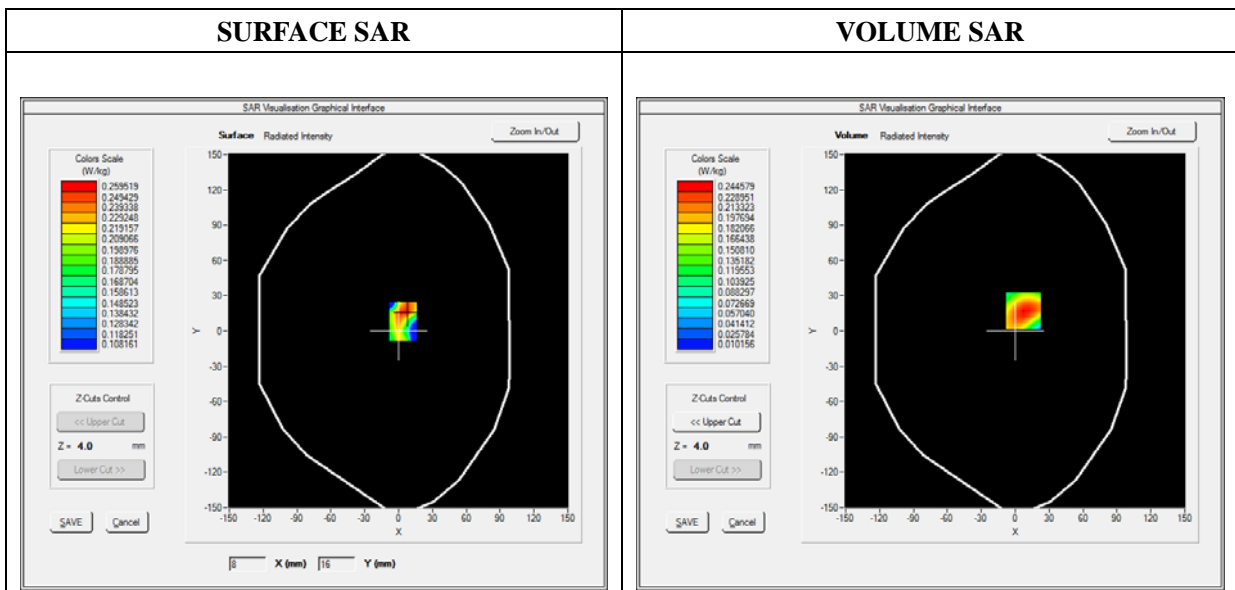 SURFACE SAR
VOLUME SAR
SAR Visualisation Graphical Interface
Surface Radiated Intensity
Zoom In/Out
Colors Scale
(W/kg)
0.259519
0.249429
0.239338
0.229248
0.219157
0.209066
0.198976
0.188885
0.178795
0.168704
0.158613
0.148523
0.138432
0.128342
0.118251
0.108161
150
120
90
60
30
0
-30
-60
-90
-120
-150
Y
-150 -120 -90 -60 -30 0 30 60 90 120 150
X
Z-Cuts Control
<< Upper Cut
Z = 4.0 mm
Lower Cut >>
SAVE Cancel
8 X (mm) 16 Y (mm)
SAR Visualisation Graphical Interface
Volume Radiated Intensity
Zoom In/Out
Colors Scale
(W/kg)
0.244579
0.228951
0.213323
0.197694
0.182066
0.166438
0.150810
0.135182
0.119553
0.103925
0.088297
0.072669
0.057040
0.041412
0.025784
0.010156
150
120
90
60
30
0
-30
-60
-90
-120
-150
Y
-150 -120 -90 -60 -30 0 30 60 90 120 150
X
Z-Cuts Control
<< Upper Cut
Z = 4.0 mm
Lower Cut >>
SAVE Cancel